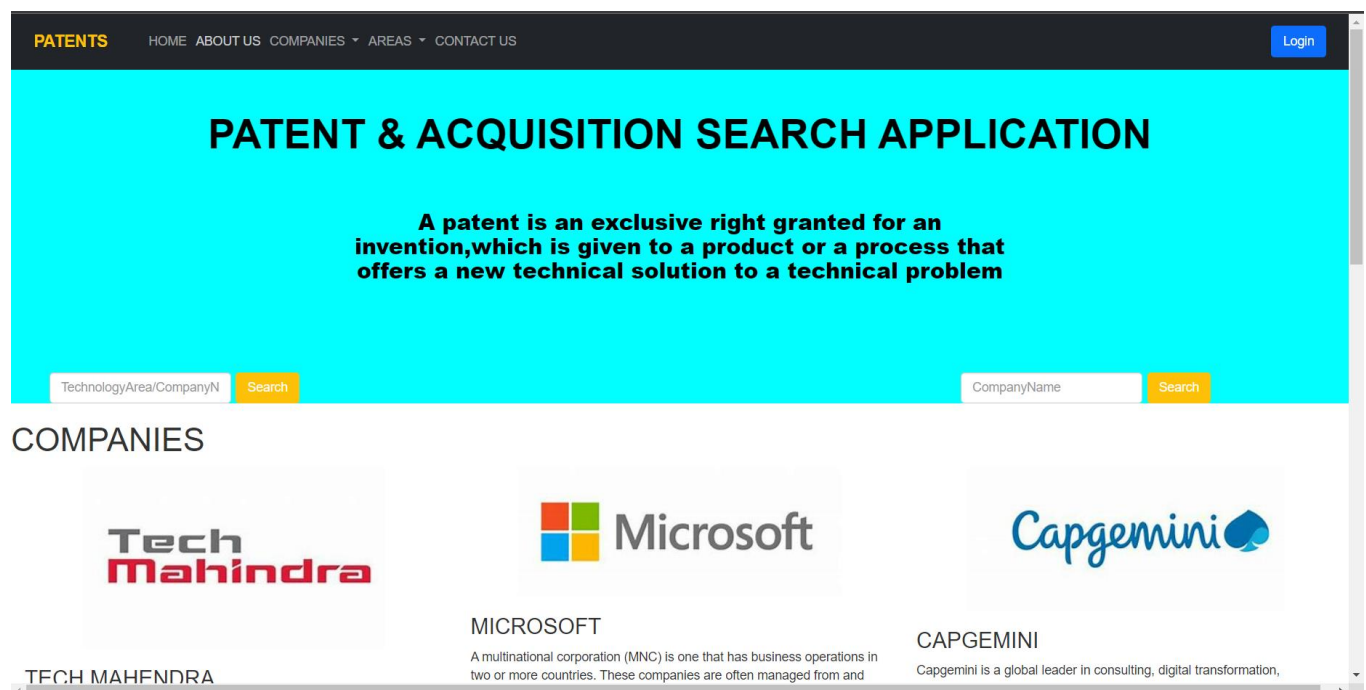 PATENTS HOME ABOUT US COMPANIES AREAS CONTACT US Login
PATENT & ACQUISITION SEARCH APPLICATION
A patent is an exclusive right granted for an
invention,which is given to a product or a process that
offers a new technical solution to a technical problem
TechnologyArea/CompanyN Search CompanyName Search
COMPANIES
Tech
Mahindra
Microsoft
Capgemini
TECH MAHENDRA
MICROSOFT
A multinational corporation (MNC) is one that has business operations in
two or more countries. These companies are often managed from and
CAPGEMINI
Capgemini is a global leader in consulting, digital transformation,